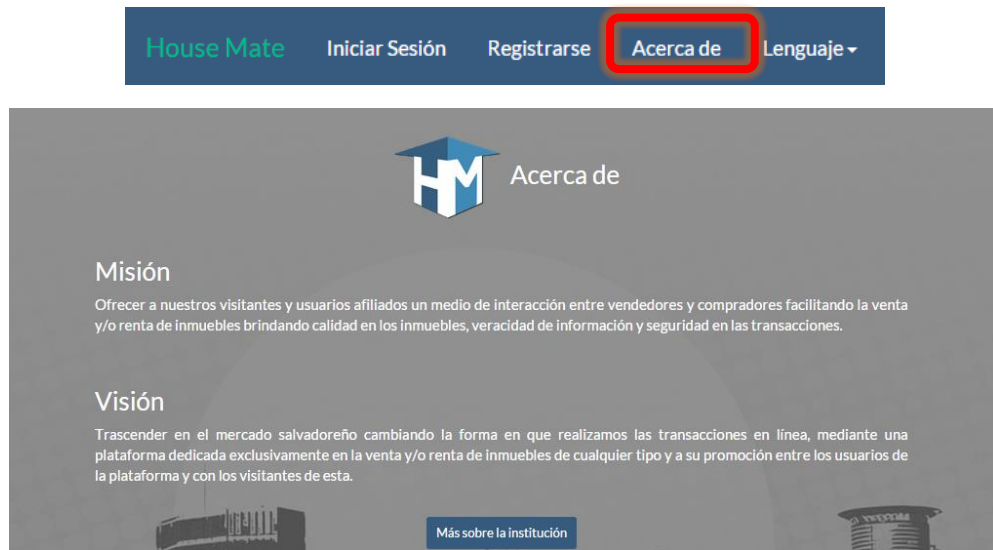 House Mate Iniciar Sesión Registrarse Acerca de Lenguaje
HM Acerca de
Misión
Ofrecer a nuestros visitantes y usuarios afiliados un medio de interacción entre vendedores y compradores facilitando la venta
y/o renta de inmuebles brindando calidad en los inmuebles, veracidad de información y seguridad en las transacciones.
Visión
Trascender en el mercado salvadoreño cambiando la forma en que realizamos las transacciones en línea, mediante una
plataforma dedicada exclusivamente en la venta y/o renta de inmuebles de cualquier tipo y a su promoción entre los usuarios de
la plataforma y con los visitantes de esta.
Más sobre la institución